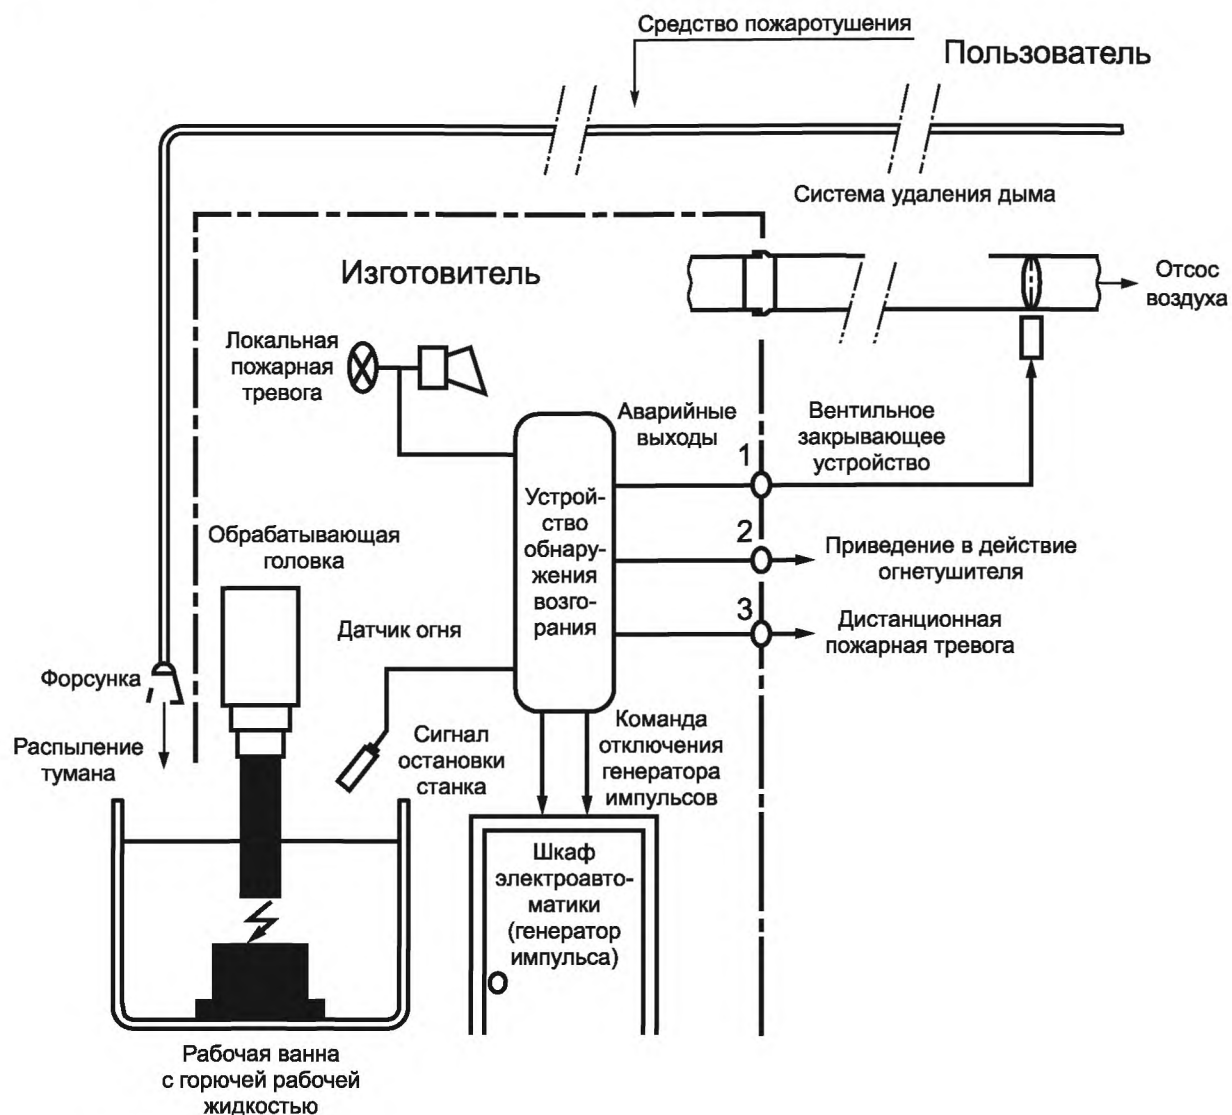 Средство пожаротушения
Пользователь
Система удаления дыма
Изготовитель
Отсос
воздуха
Локальная
пожарная
тревога
Аварийные
выходы
Вентильное
закрывающее
устройство
1
Устрой-
ство
обнару-
жения
возго-
рания
2
Приведение в действие
огнетушителя
Обрабатывающая
головка
3
Дистанционная
пожарная тревога
Датчик огня
Форсунка
Распыление
тумана
Сигнал
остановки
станка
Команда
отключения
генератора
импульсов
Шкаф
электроавто-
матики
(генератор
импульса)
Рабочая ванна
с горючей рабочей
жидкостью